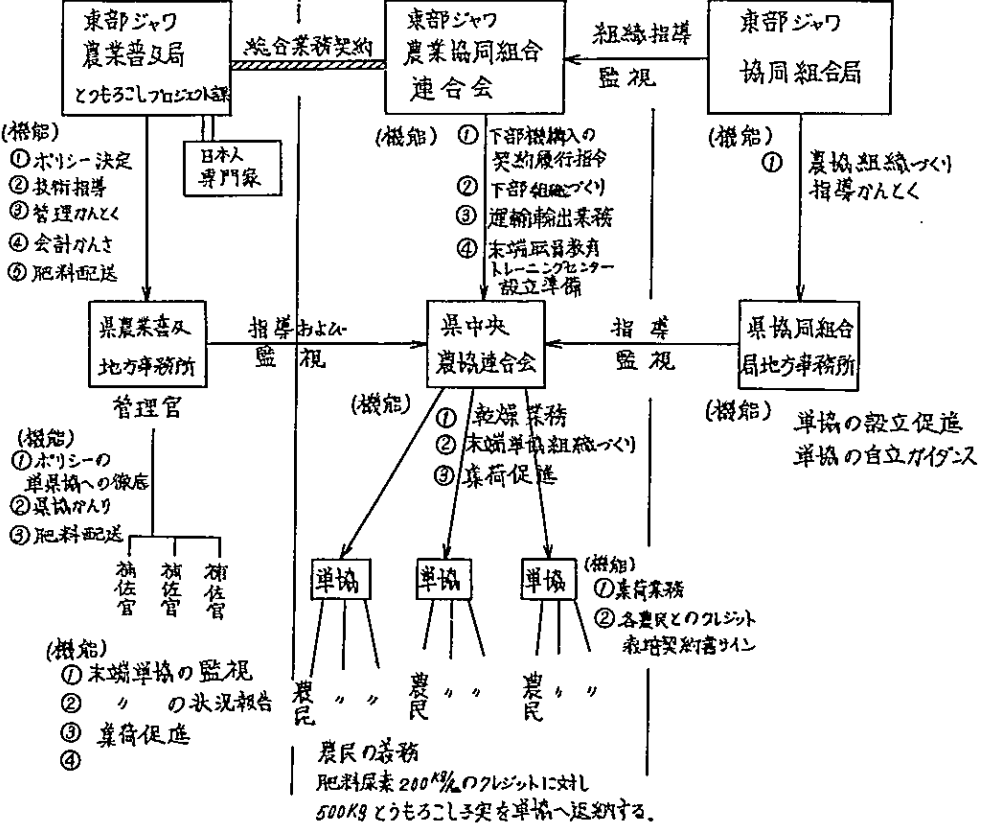 東部ジャワ
農業普及局
とうもろこしプロジェクト課
総合業務契約
東部ジャワ
農業協同組合
連合会
組織指導
監視
東部ジャワ
協同組合局
(機能)
①ポリシー決定
②技術指導
③管理かんとく
④会計かんさ
⑤肥料配送
日本人
専門家
(機能)
① 下部機構への
契約履行指令
② 下部組織づくり
③ 運輸輸出業務
④ 末端職員教育
トレーニングセンター
設立準備
(機能)
① 農協組織づくり
指導かんとく
県農業普及
地方事務所
指導および
監視
県中央
農協連合会
指導
監視
県協同組合
局地方事務所
管理官
(機能)
①ポリシーの
単県協への徹底
②県協かんり
③肥料配送
補佐官
補佐官
補佐官
(機能)
① 乾燥業務
② 末端単協組織づくり
③ 集荷促進
(機能)
単協の設立促進
単協の自立ガイダンス
単協
単協
単協
(機能)
①集荷業務
② 各農民とのクレジット
栽培契約書サイン
(機能)
① 末端単協の監視
② 〃 の状況報告
③ 集荷促進
④
農民 〃 〃
農民 〃 〃
農民 〃 〃
農民の義務
肥料尿素200kg/haのクレジットに対し
500Kgとうもろこし子実を単協へ返納する。